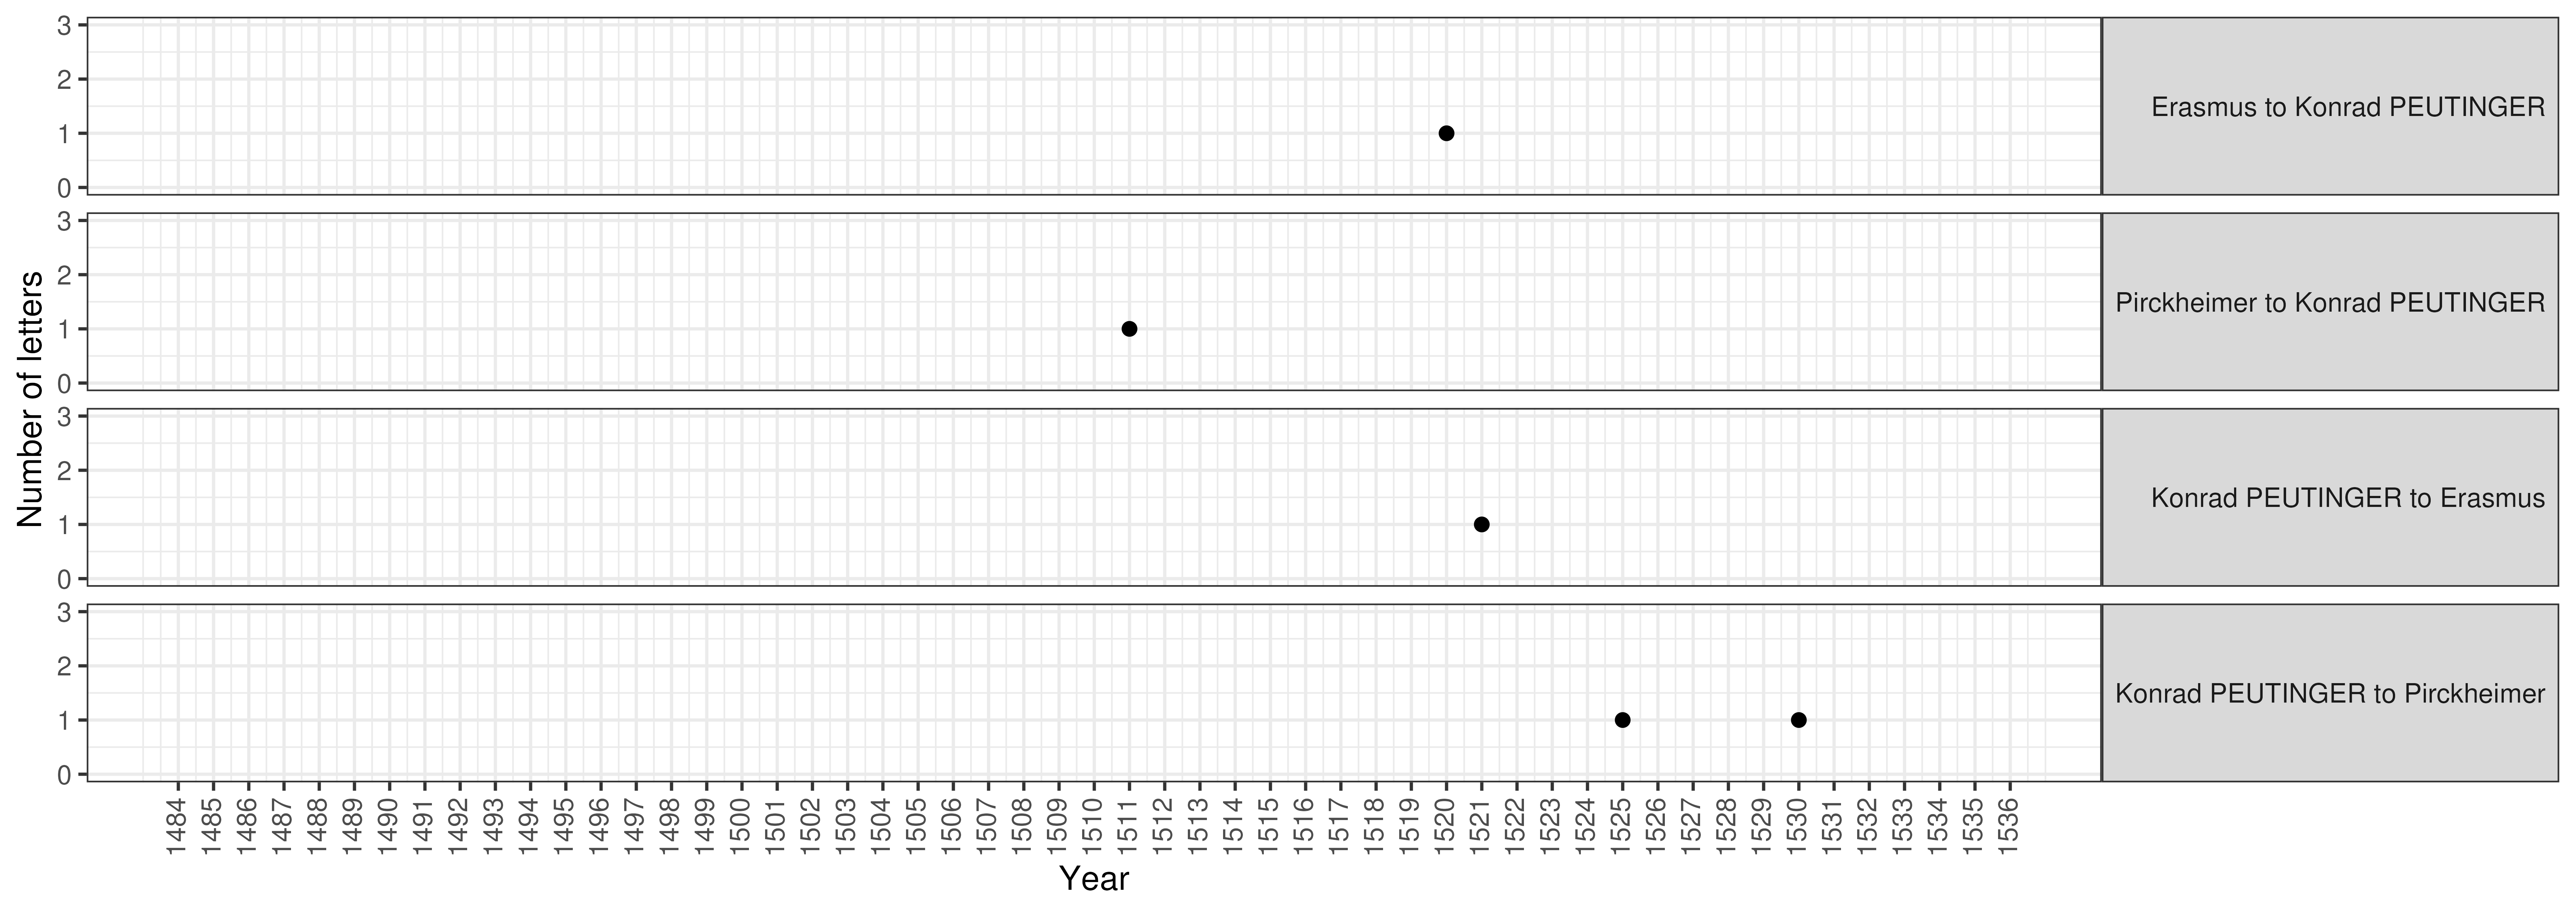 3
2
1
0
Erasmus to Konrad PEUTINGER
3
2
1
0
Pirckheimer to Konrad PEUTINGER
3
2
1
0
Konrad PEUTINGER to Erasmus
3
2
1
0
Konrad PEUTINGER to Pirckheimer
Number of letters
1484 1485 1486 1487 1488 1489 1490 1491 1492 1493 1494 1495 1496 1497 1498 1499 1500 1501 1502 1503 1504 1505 1506 1507 1508 1509 1510 1511 1512 1513 1514 1515 1516 1517 1518 1519 1520 1521 1522 1523 1524 1525 1526 1527 1528 1529 1530 1531 1532 1533 1534 1535 1536
Year